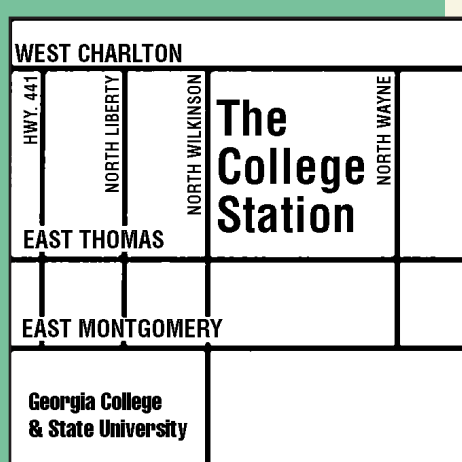 WEST CHARLTON
HWY. 441
NORTH LIBERTY
NORTH WILKINSON
The
College
Station
NORTH WAYNE
EAST THOMAS
EAST MONTGOMERY
Georgia College
& State University